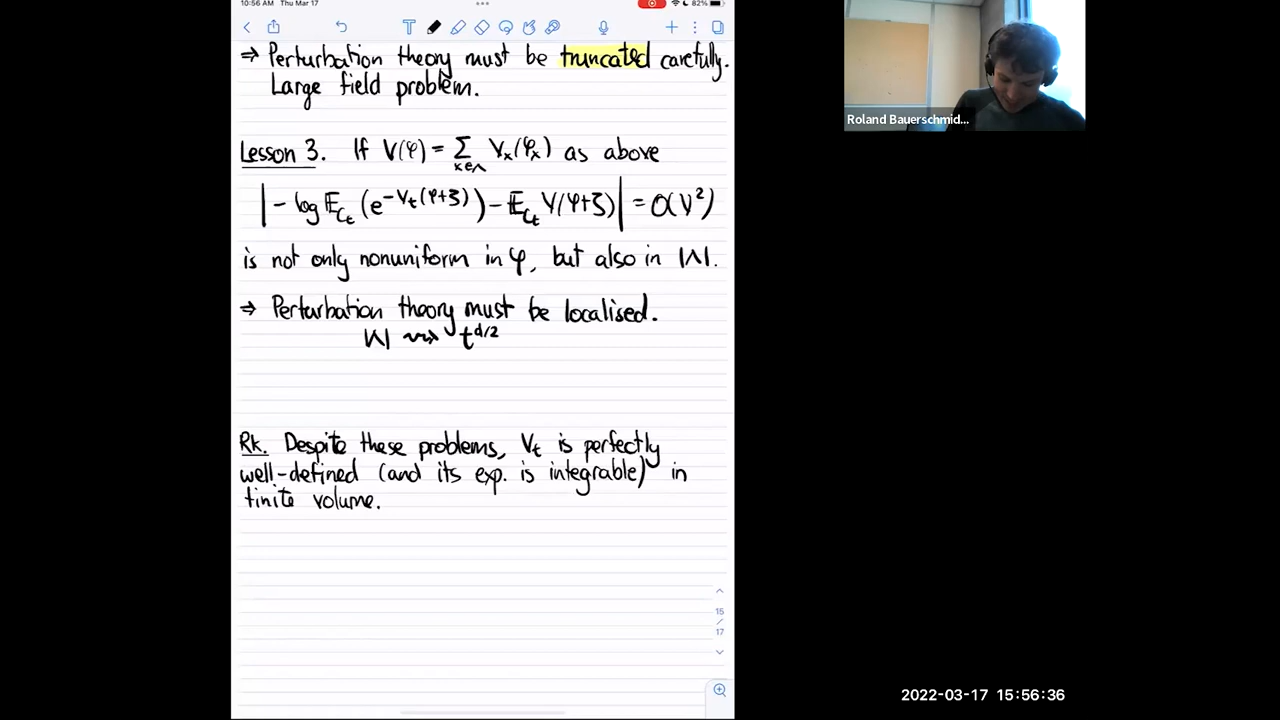 10:56 AM Thu Mar 17
82%
⇒ Perturbation theory must be truncated carefully.
Large field problem.
Lesson 3. If V(φ) = Σ_{x∈Λ} V_x(φ_x) as above
| - log E_{C_t} (e^{-V_t(φ+ζ)}) - E_{C_t} V(φ+ζ) | = O(V²)
is not only nonuniform in φ, but also in |Λ|.
⇒ Perturbation theory must be localised.
|Λ| ⇝ t^{d/2}
Rk. Despite these problems, V_t is perfectly
well-defined (and its exp. is integrable) in
finite volume.
15
/
17
Roland Bauerschmid...
2022-03-17 15:56:36